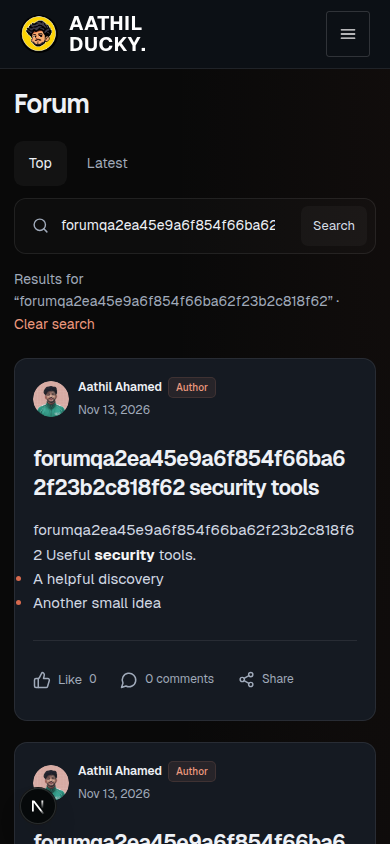 AATHIL
DUCKY.
Forum
Top
Latest
forumqa2ea45e9a6f854f66ba62
Search
Results for
“forumqa2ea45e9a6f854f66ba62f23b2c818f62” ·
Clear search
Aathil Ahamed Author
Nov 13, 2026
forumqa2ea45e9a6f854f66ba6
2f23b2c818f62 security tools
forumqa2ea45e9a6f854f66ba62f23b2c818f6
2 Useful security tools.
A helpful discovery
Another small idea
Like 0
0 comments
Share
Aathil Ahamed Author
Nov 13, 2026
N
forumqa2ea45e9a6f854f66ba6